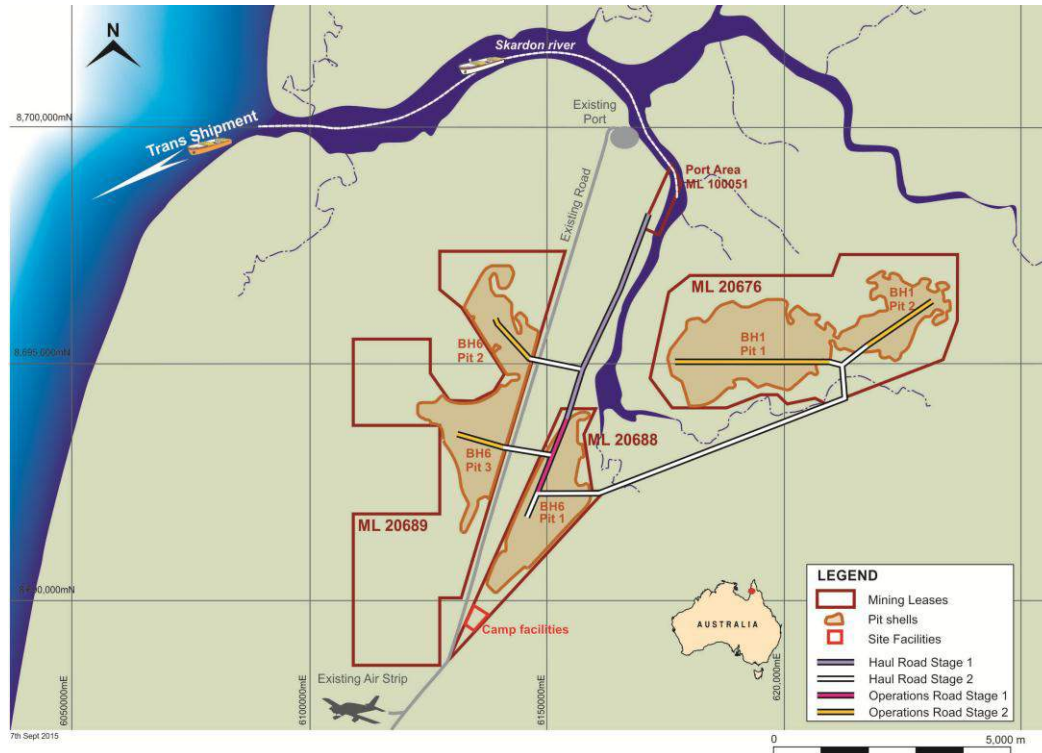 N
Skardon river
Existing
Port
8,700,000mN
Trans Shipment
Port Area
ML 100051
Existing Road
ML 20676
BH1
Pit 2
BH1
Pit 1
BH6
Pit 2
8,695,000mN
ML 20688
BH6
Pit 3
BH6
Pit 1
ML 20689
Camp facilities
Existing Air Strip
6050000mE
6100000mE
6150000mE
620,000mE
AUSTRALIA
LEGEND
Mining Leases
Pit shells
Site Facilities
Haul Road Stage 1
Haul Road Stage 2
Operations Road Stage 1
Operations Road Stage 2
7th Sept 2015
0
5,000 m